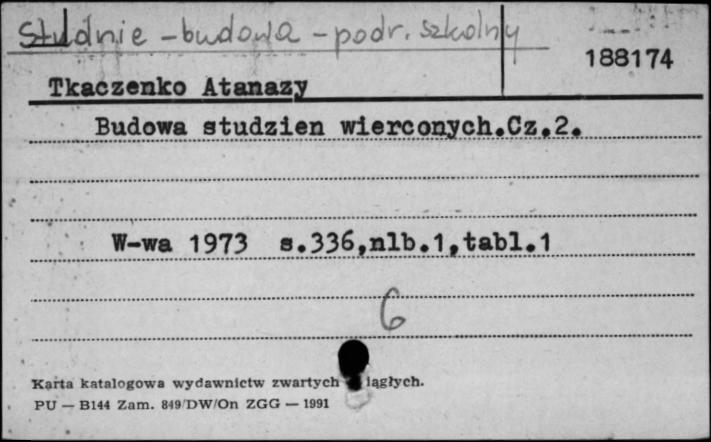 Studnie - budowa - podr. szkolny
188174
Tkaczenko Atanazy
Budowa studzien wierconych.Cz.2.
W-wa 1973 s.336,nlb.1,tabl.1
6
Karta katalogowa wydawnictw zwartych iągłych.
PU — B144 Zam. 849/DW/On ZGG — 1991